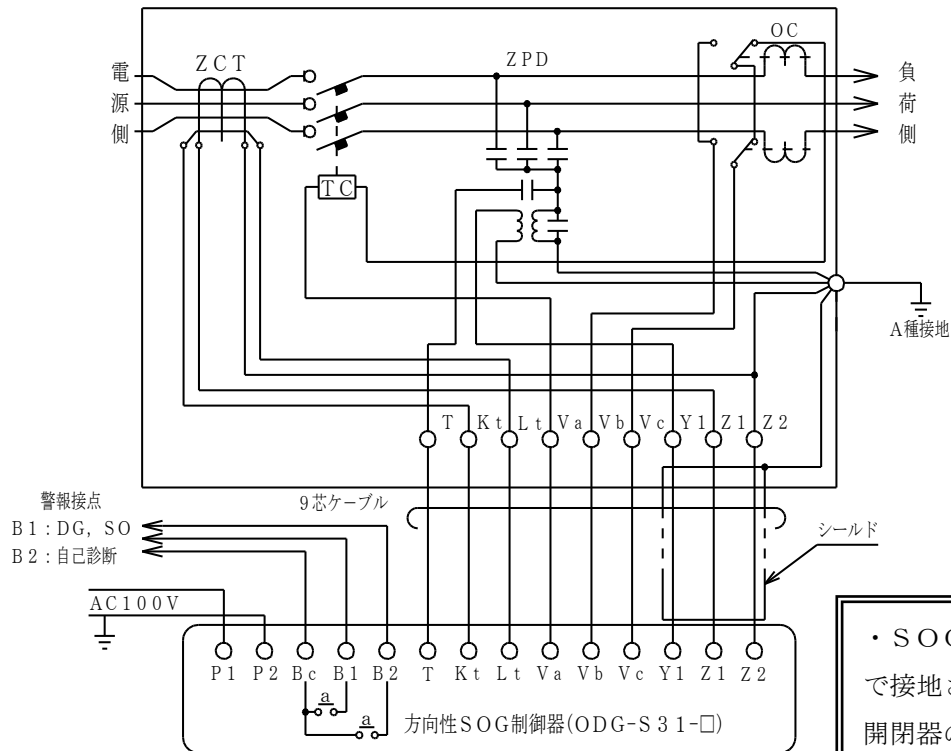 ZCT
ZPD
OC
電源側
負荷側
TC
A種接地
T Kt Lt Va Vb Vc Y1 Z1 Z2
警報接点
B1:DG, SO
B2:自己診断
9芯ケーブル
シールド
AC100V
P1 P2 Bc B1 B2 T Kt Lt Va Vb Vc Y1 Z1 Z2
a
a
方向性SOG制御器(ODG-S31-□)
・SOG
で接地さ
開閉器の